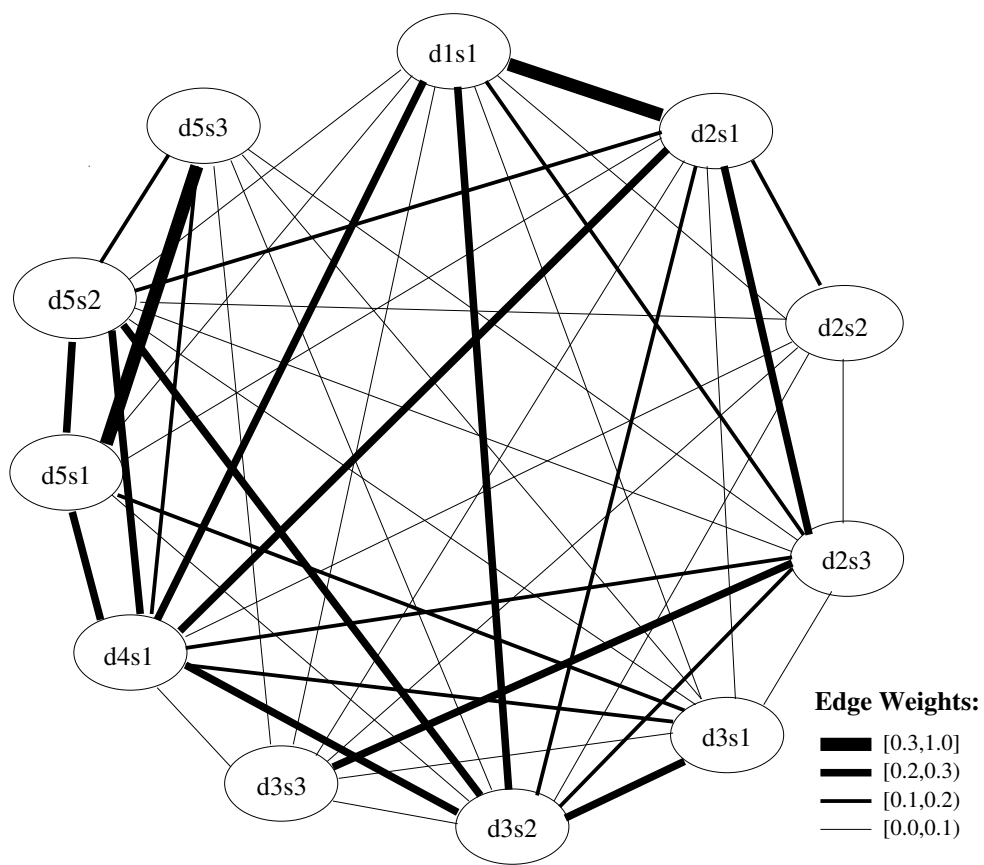 d1s1
d5s3
d2s1
d5s2
d2s2
d5s1
d2s3
d4s1
d3s1
d3s3
d3s2
Edge Weights:
[0.3,1.0]
[0.2,0.3)
[0.1,0.2)
[0.0,0.1)